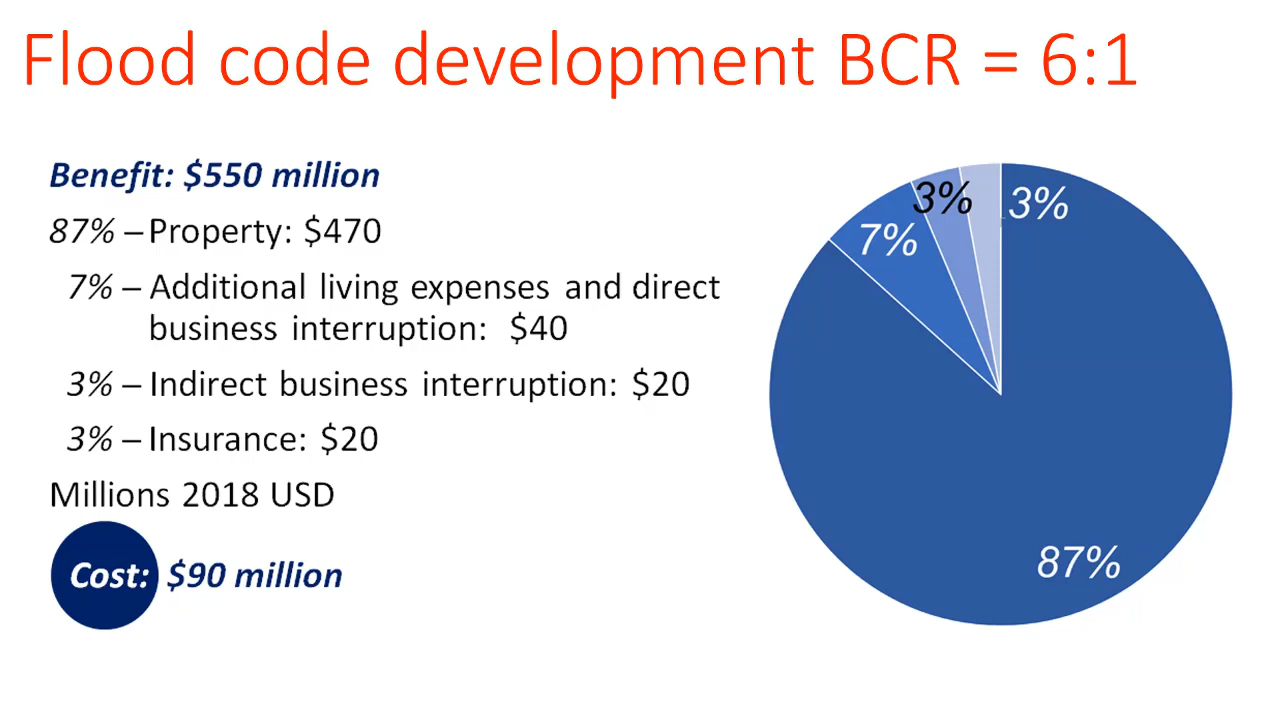 Flood code development BCR = 6:1
Benefit: $550 million
87% – Property: $470
7% – Additional living expenses and direct
business interruption: $40
3% – Indirect business interruption: $20
3% – Insurance: $20
Millions 2018 USD
Cost: $90 million
3%
3%
7%
87%